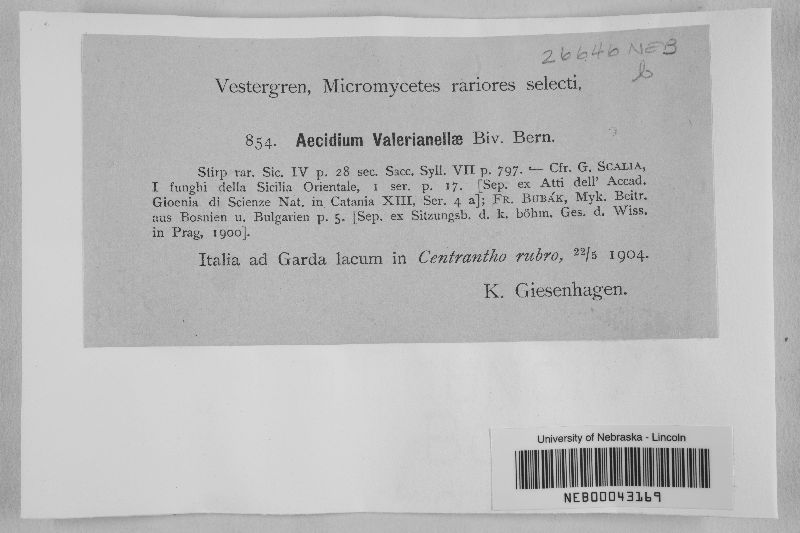 26646 NEB
b
Vestergren, Micromycetes rariores selecti.
854. Aecidium Valerianellæ Biv. Bern.
Stirp rar. Sic. IV p. 28 sec. Sacc. Syll. VII p. 797. — Cfr. G. SCALIA,
I funghi della Sicilia Orientale, 1 ser. p. 17. [Sep. ex Atti dell' Accad.
Gioenia di Scienze Nat. in Catania XIII, Ser. 4 a]; FR. BUBÁK, Myk. Beitr.
aus Bosnien u. Bulgarien p. 5. [Sep. ex Sitzungsb. d. k. böhm. Ges. d. Wiss.
in Prag, 1900].
Italia ad Garda lacum in Centrantho rubro, 22/5 1904.
K. Giesenhagen.
University of Nebraska - Lincoln
NEB00043169